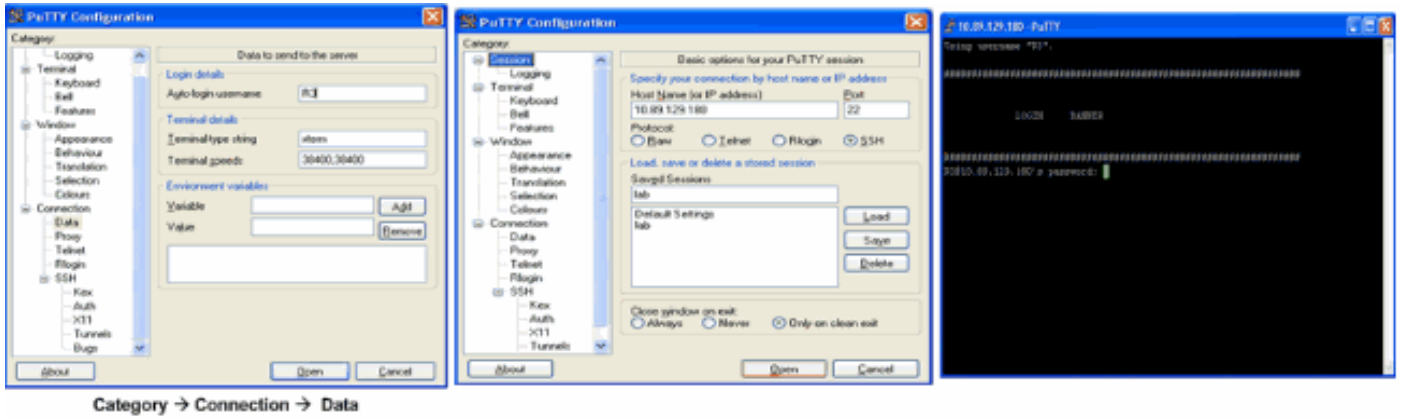 PuTTY Configuration
Category:
Logging
Terminal
Keyboard
Bell
Features
Window
Appearance
Behaviour
Translation
Selection
Colours
Connection
Data
Proxy
Telnet
Rlogin
SSH
Kex
Auth
X11
Tunnels
Bugs
Data to send to the server
Login details
Auto-login username
Terminal details
Terminal-type string xterm
Terminal speeds 38400,38400
Environment variables
Variable Add
Value Remove
About Open Cancel
Category → Connection → Data
PuTTY Configuration
Category:
Session
Logging
Terminal
Keyboard
Bell
Features
Window
Appearance
Behaviour
Translation
Selection
Colours
Connection
Data
Proxy
Telnet
Rlogin
SSH
Kex
Auth
X11
Tunnels
Basic options for your PuTTY session
Specify your connection by host name or IP address
Host Name (or IP address) Port
10.89.129.180 22
Protocol:
Raw Telnet Rlogin SSH
Load, save or delete a stored session
Saved Sessions
lab
Default Settings
lab
Load
Save
Delete
Close window on exit:
Always Never Only on clean exit
About Open Cancel
10.89.129.180 - PuTTY
Using username
LOGIN BANNER
password: